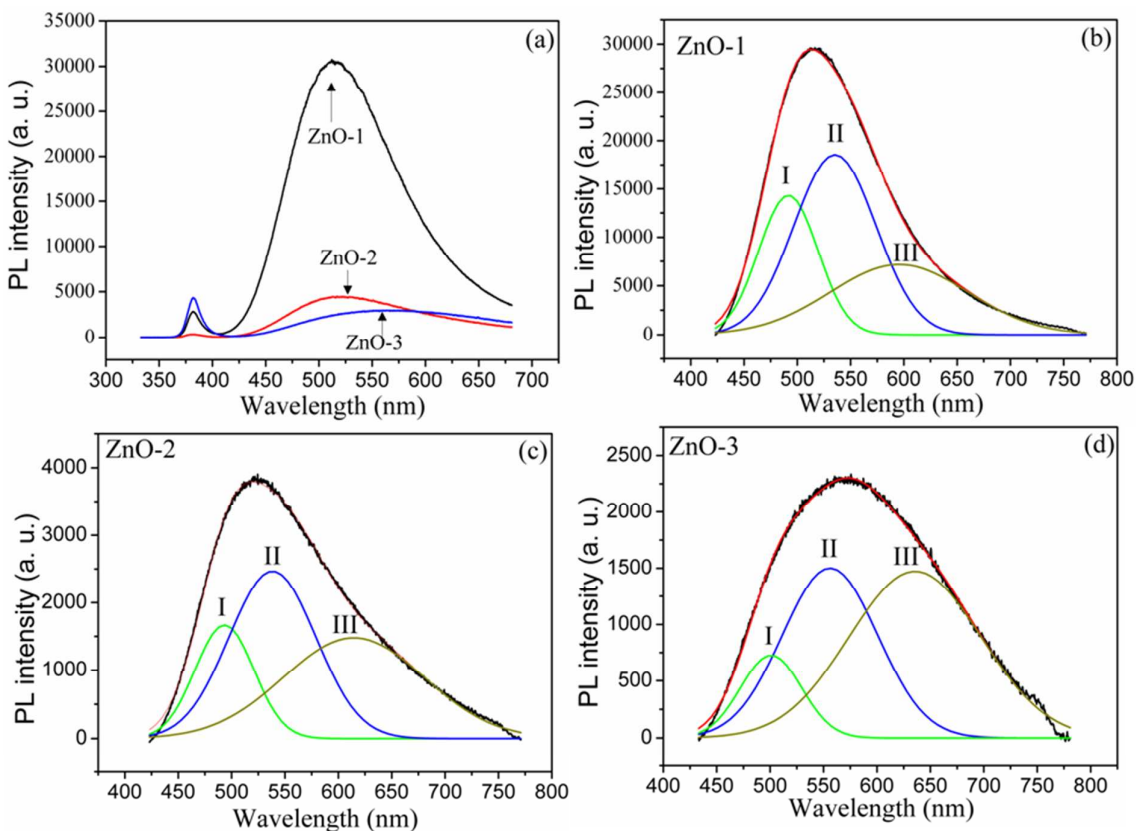 (a)
35000
30000
25000
20000
15000
10000
5000
0
PL intensity (a. u.)
ZnO-1
ZnO-2
ZnO-3
300 350 400 450 500 550 600 650 700
Wavelength (nm)
ZnO-1 (b)
30000
25000
20000
15000
10000
5000
0
PL intensity (a. u.)
I
II
III
400 450 500 550 600 650 700 750 800
Wavelength (nm)
ZnO-2 (c)
4000
3000
2000
1000
0
PL intensity (a. u.)
I
II
III
400 450 500 550 600 650 700 750 800
Wavelength (nm)
ZnO-3 (d)
2500
2000
1500
1000
500
0
PL intensity (a. u.)
I
II
III
400 450 500 550 600 650 700 750 800
Wavelength (nm)